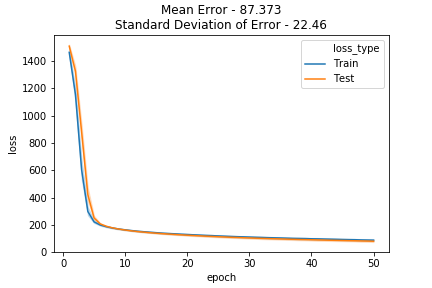 Mean Error - 87.373
Standard Deviation of Error - 22.46
loss_type
Train
Test
1400
1200
1000
800
600
400
200
0
loss
0
10
20
30
40
50
epoch